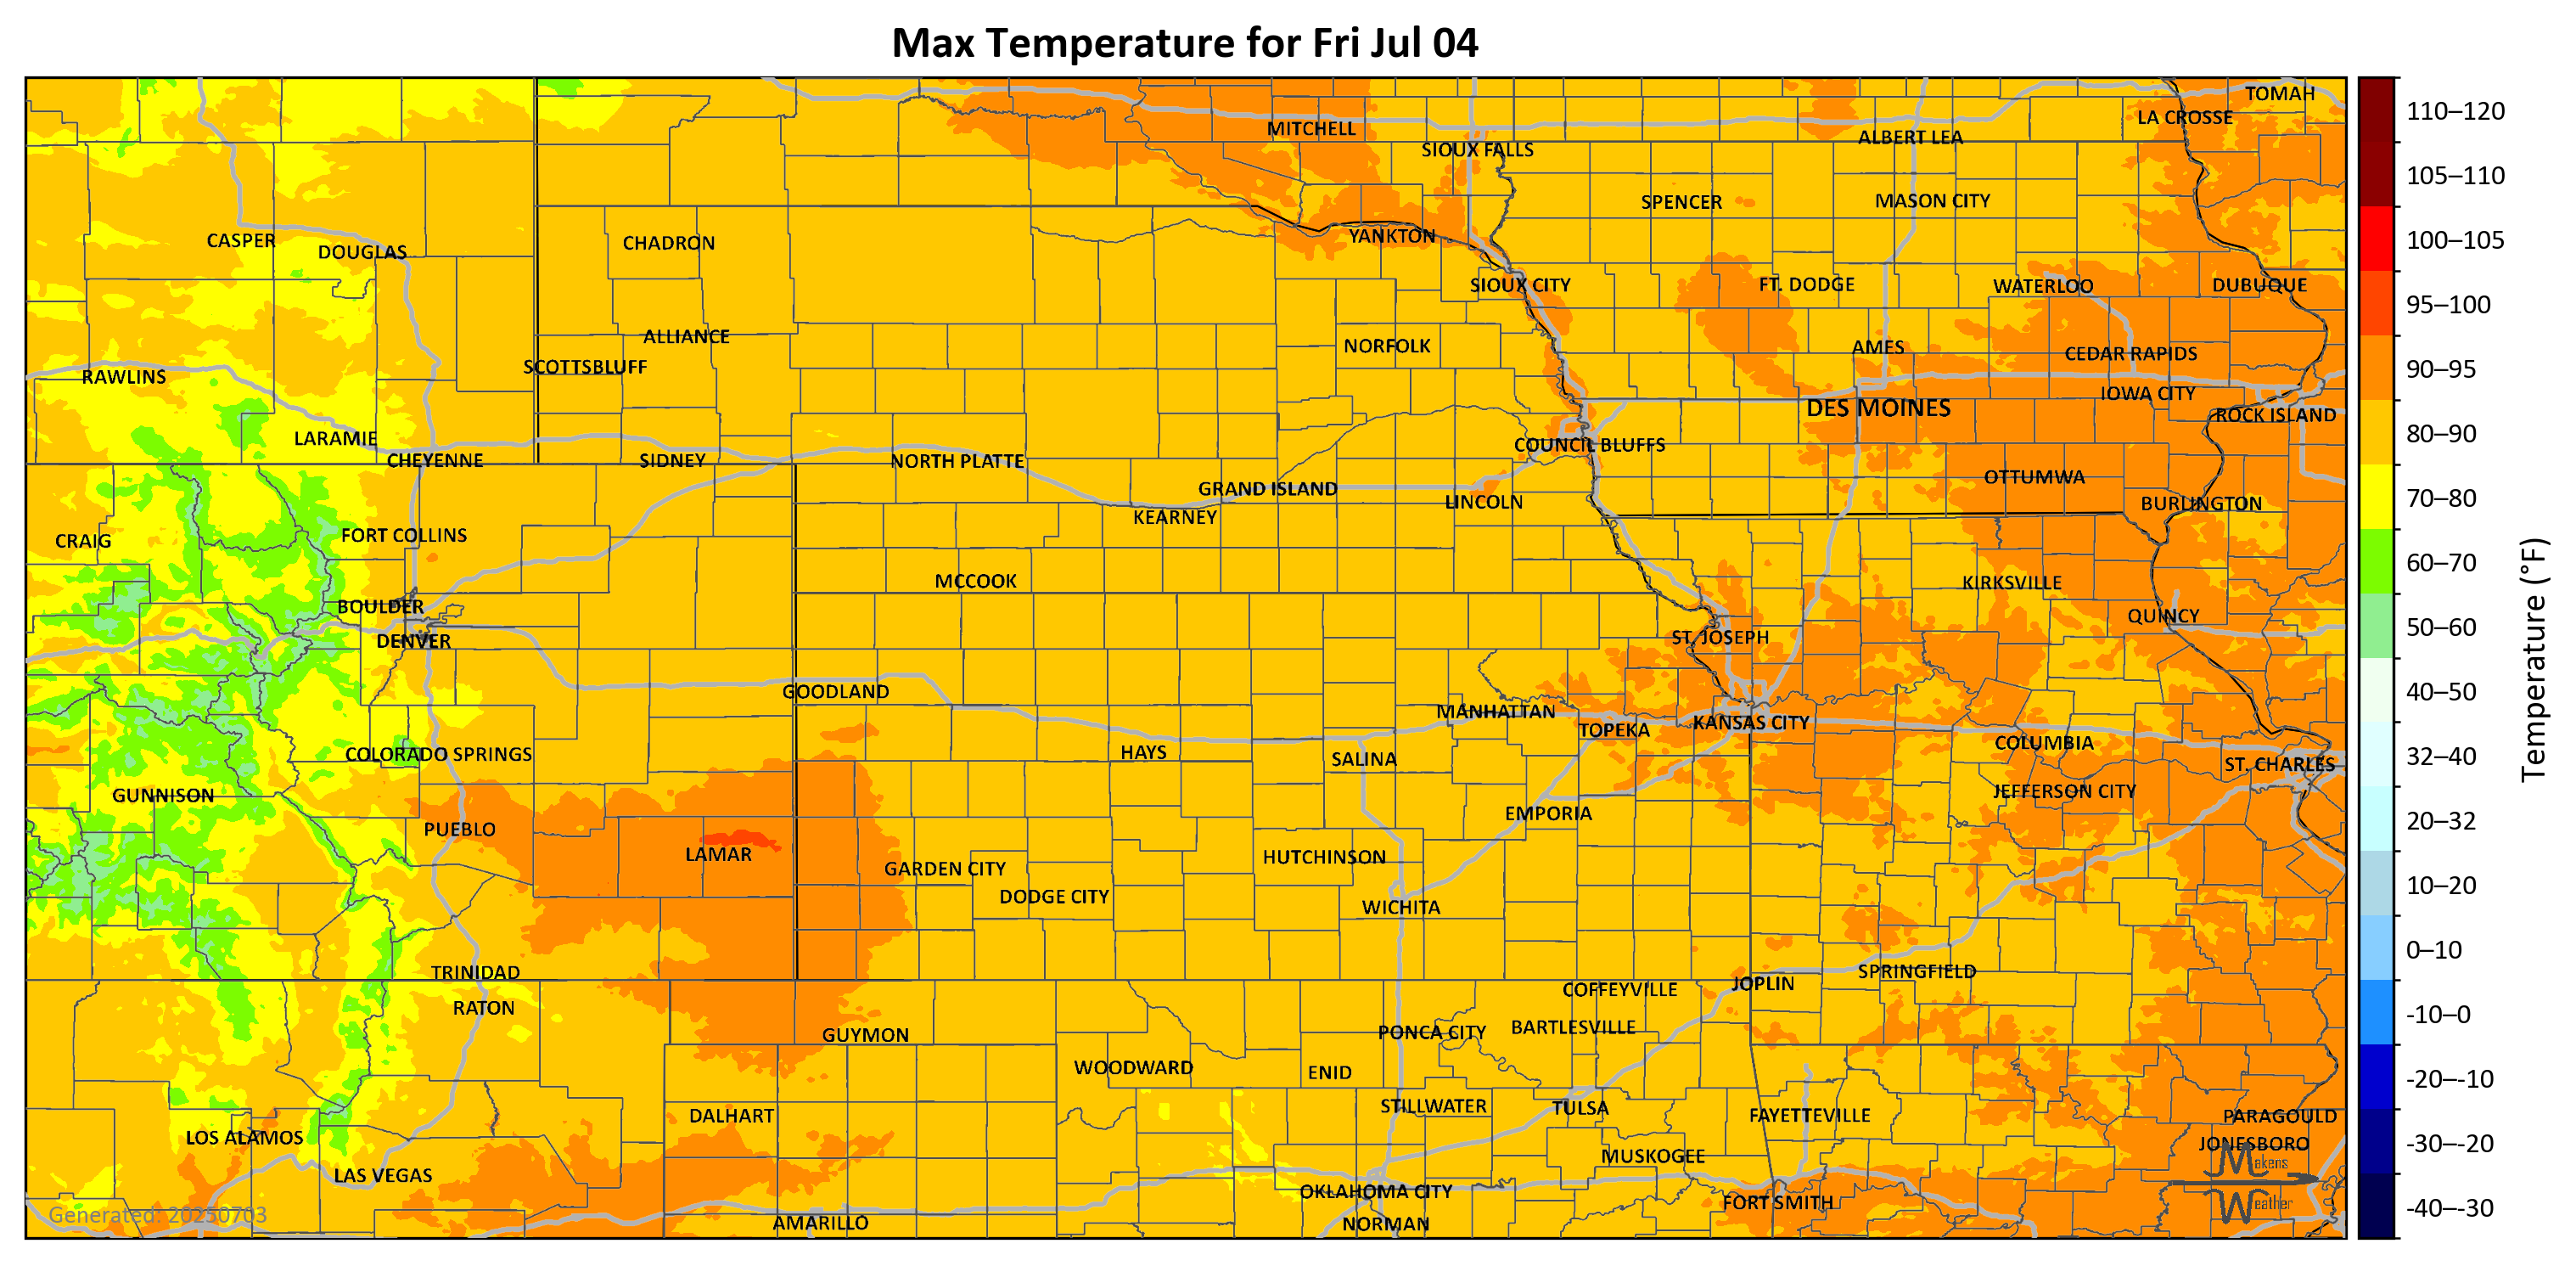 Max Temperature for Fri Jul 04
TOMAH
LA CROSSE
MITCHELL
ALBERT LEA
SIOUX FALLS
SPENCER
MASON CITY
CASPER
DOUGLAS
CHADRON
YANKTON
SIOUX CITY
FT. DODGE
WATERLOO
DUBUQUE
ALLIANCE
NORFOLK
AMES
CEDAR RAPIDS
SCOTTSBLUFF
RAWLINS
IOWA CITY
DES MOINES
ROCK ISLAND
LARAMIE
COUNCIL BLUFFS
CHEYENNE
SIDNEY
NORTH PLATTE
OTTUMWA
GRAND ISLAND
LINCOLN
BURLINGTON
KEARNEY
FORT COLLINS
CRAIG
MCCOOK
KIRKSVILLE
BOULDER
QUINCY
DENVER
ST. JOSEPH
GOODLAND
MANHATTAN
KANSAS CITY
TOPEKA
COLUMBIA
COLORADO SPRINGS
HAYS
SALINA
ST. CHARLES
GUNNISON
JEFFERSON CITY
EMPORIA
PUEBLO
LAMAR
HUTCHINSON
GARDEN CITY
DODGE CITY
WICHITA
TRINIDAD
SPRINGFIELD
JOPLIN
COFFEYVILLE
RATON
BARTLESVILLE
PONCA CITY
GUYMON
WOODWARD
ENID
STILLWATER
TULSA
DALHART
FAYETTEVILLE
PARAGOULD
LOS ALAMOS
JONESBORO
MUSKOGEE
LAS VEGAS
OKLAHOMA CITY
FORT SMITH
AMARILLO
NORMAN
Generated: 20250703
Makens
Weather
110–120
105–110
100–105
95–100
90–95
80–90
70–80
60–70
50–60
40–50
32–40
20–32
10–20
0–10
-10–0
-20–-10
-30–-20
-40–-30
Temperature (°F)